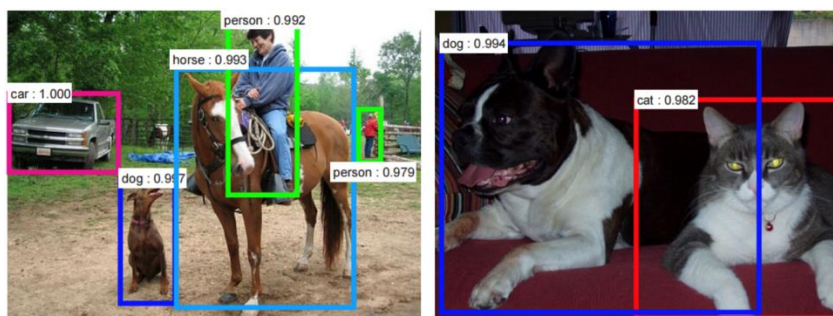 person : 0.992
horse : 0.993
car : 1.000
dog : 0.997
person : 0.979
dog : 0.994
cat : 0.982